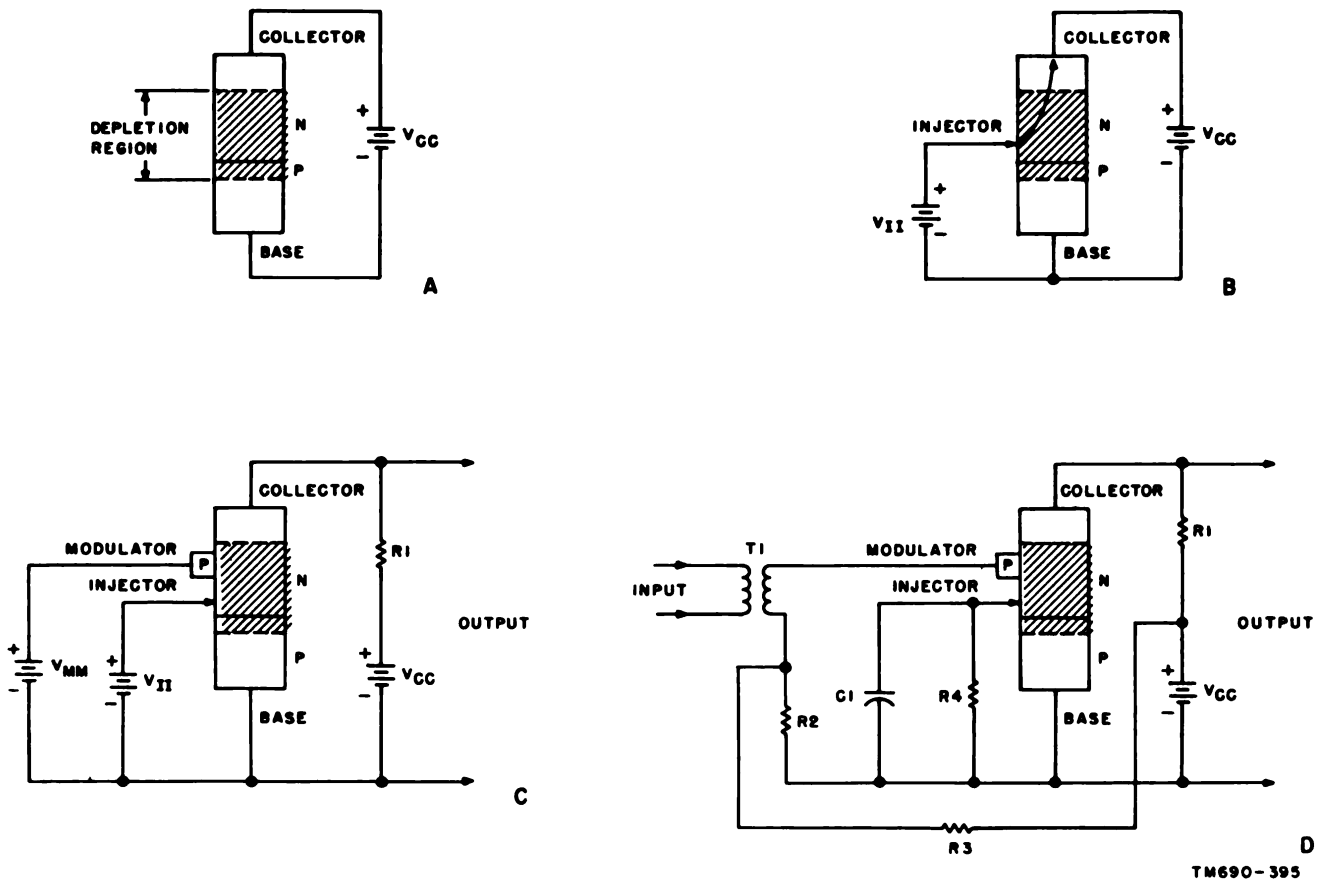 COLLECTOR
DEPLETION
REGION
N
P
+
VCC
-
BASE
A
COLLECTOR
INJECTOR
N
P
+
VCC
-
+
VII
-
BASE
B
COLLECTOR
MODULATOR
P
INJECTOR
N
P
R1
OUTPUT
+
VMM
-
+
VII
-
+
VCC
-
BASE
C
COLLECTOR
T1
MODULATOR
P
INPUT
INJECTOR
N
P
R1
OUTPUT
C1
R4
R2
+
VCC
-
BASE
R3
D
TM690-395